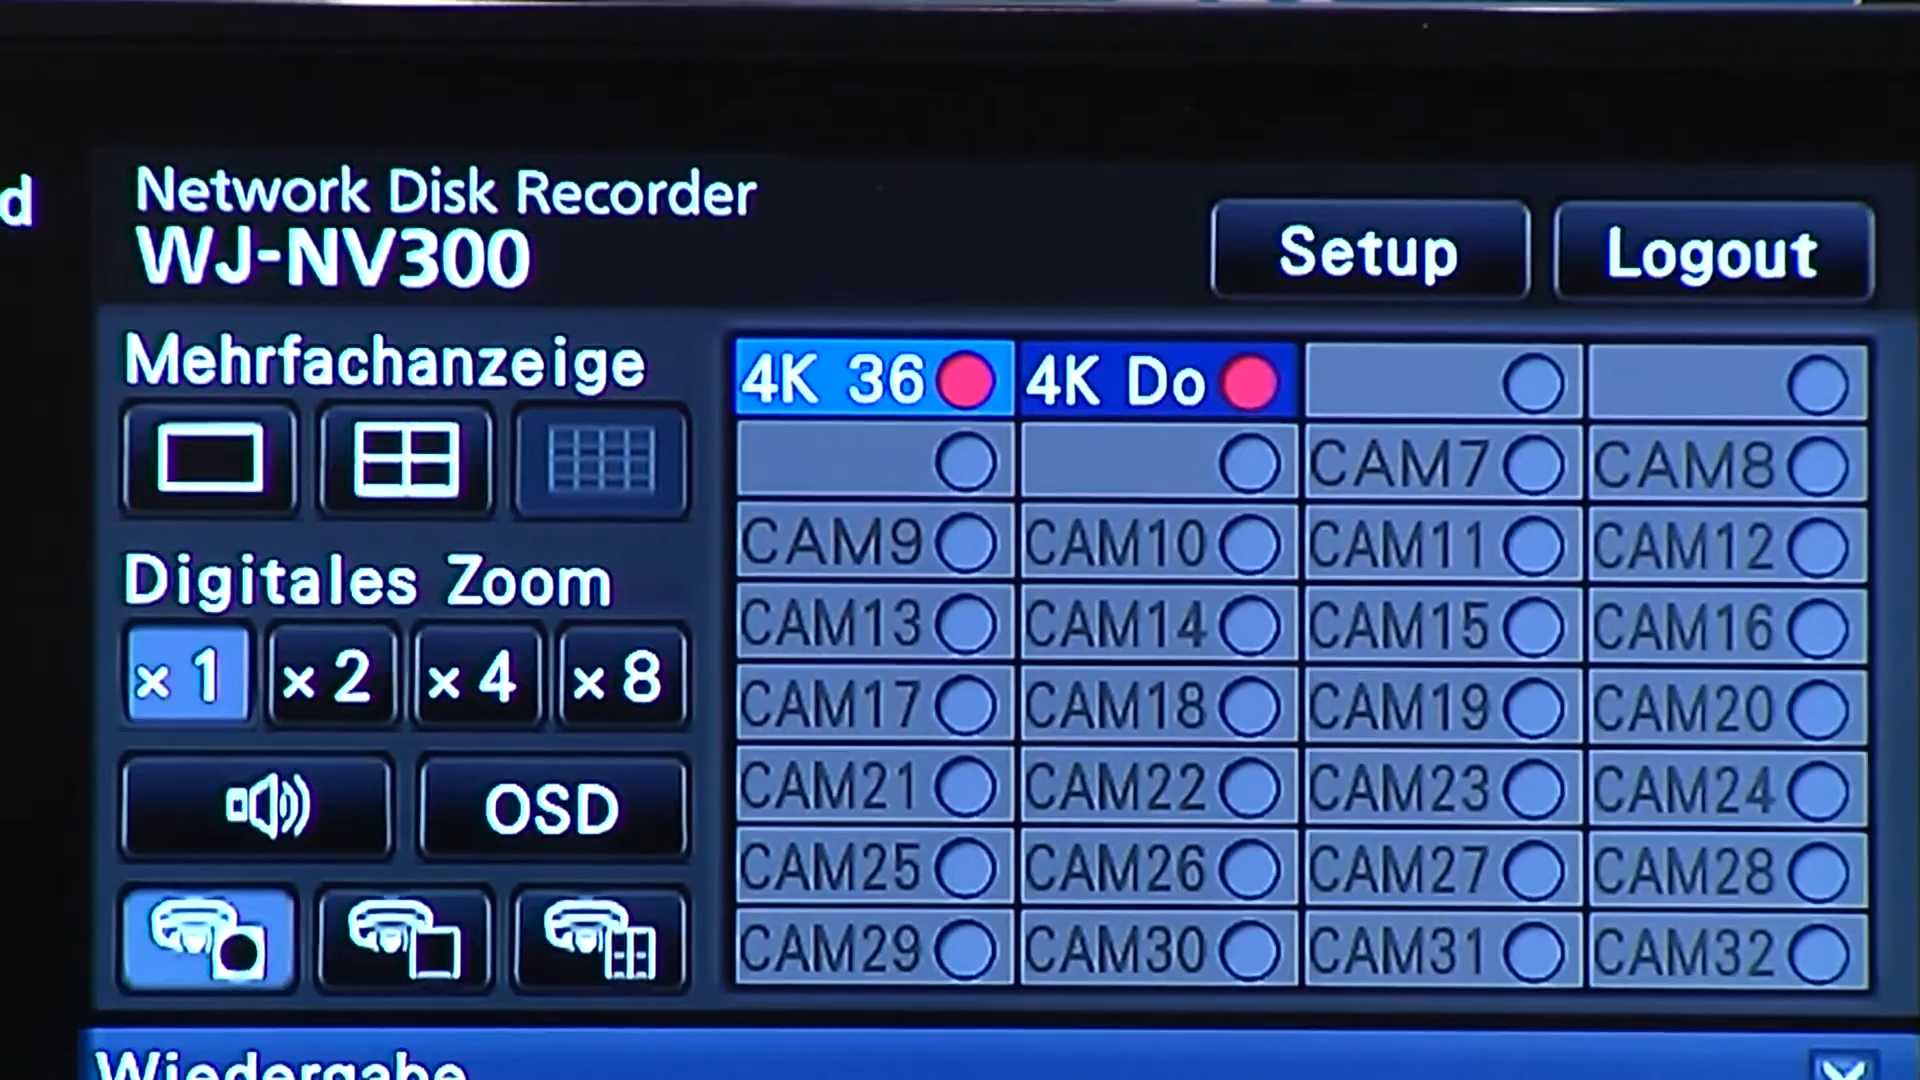 d
Network Disk Recorder
WJ-NV300
Setup Logout
Mehrfachanzeige
4K 36 4K Do
CAM7 CAM8
CAM9 CAM10 CAM11 CAM12
Digitales Zoom
CAM13 CAM14 CAM15 CAM16
×1 ×2 ×4 ×8
CAM17 CAM18 CAM19 CAM20
OSD
CAM21 CAM22 CAM23 CAM24
CAM25 CAM26 CAM27 CAM28
CAM29 CAM30 CAM31 CAM32
Wiedergabe